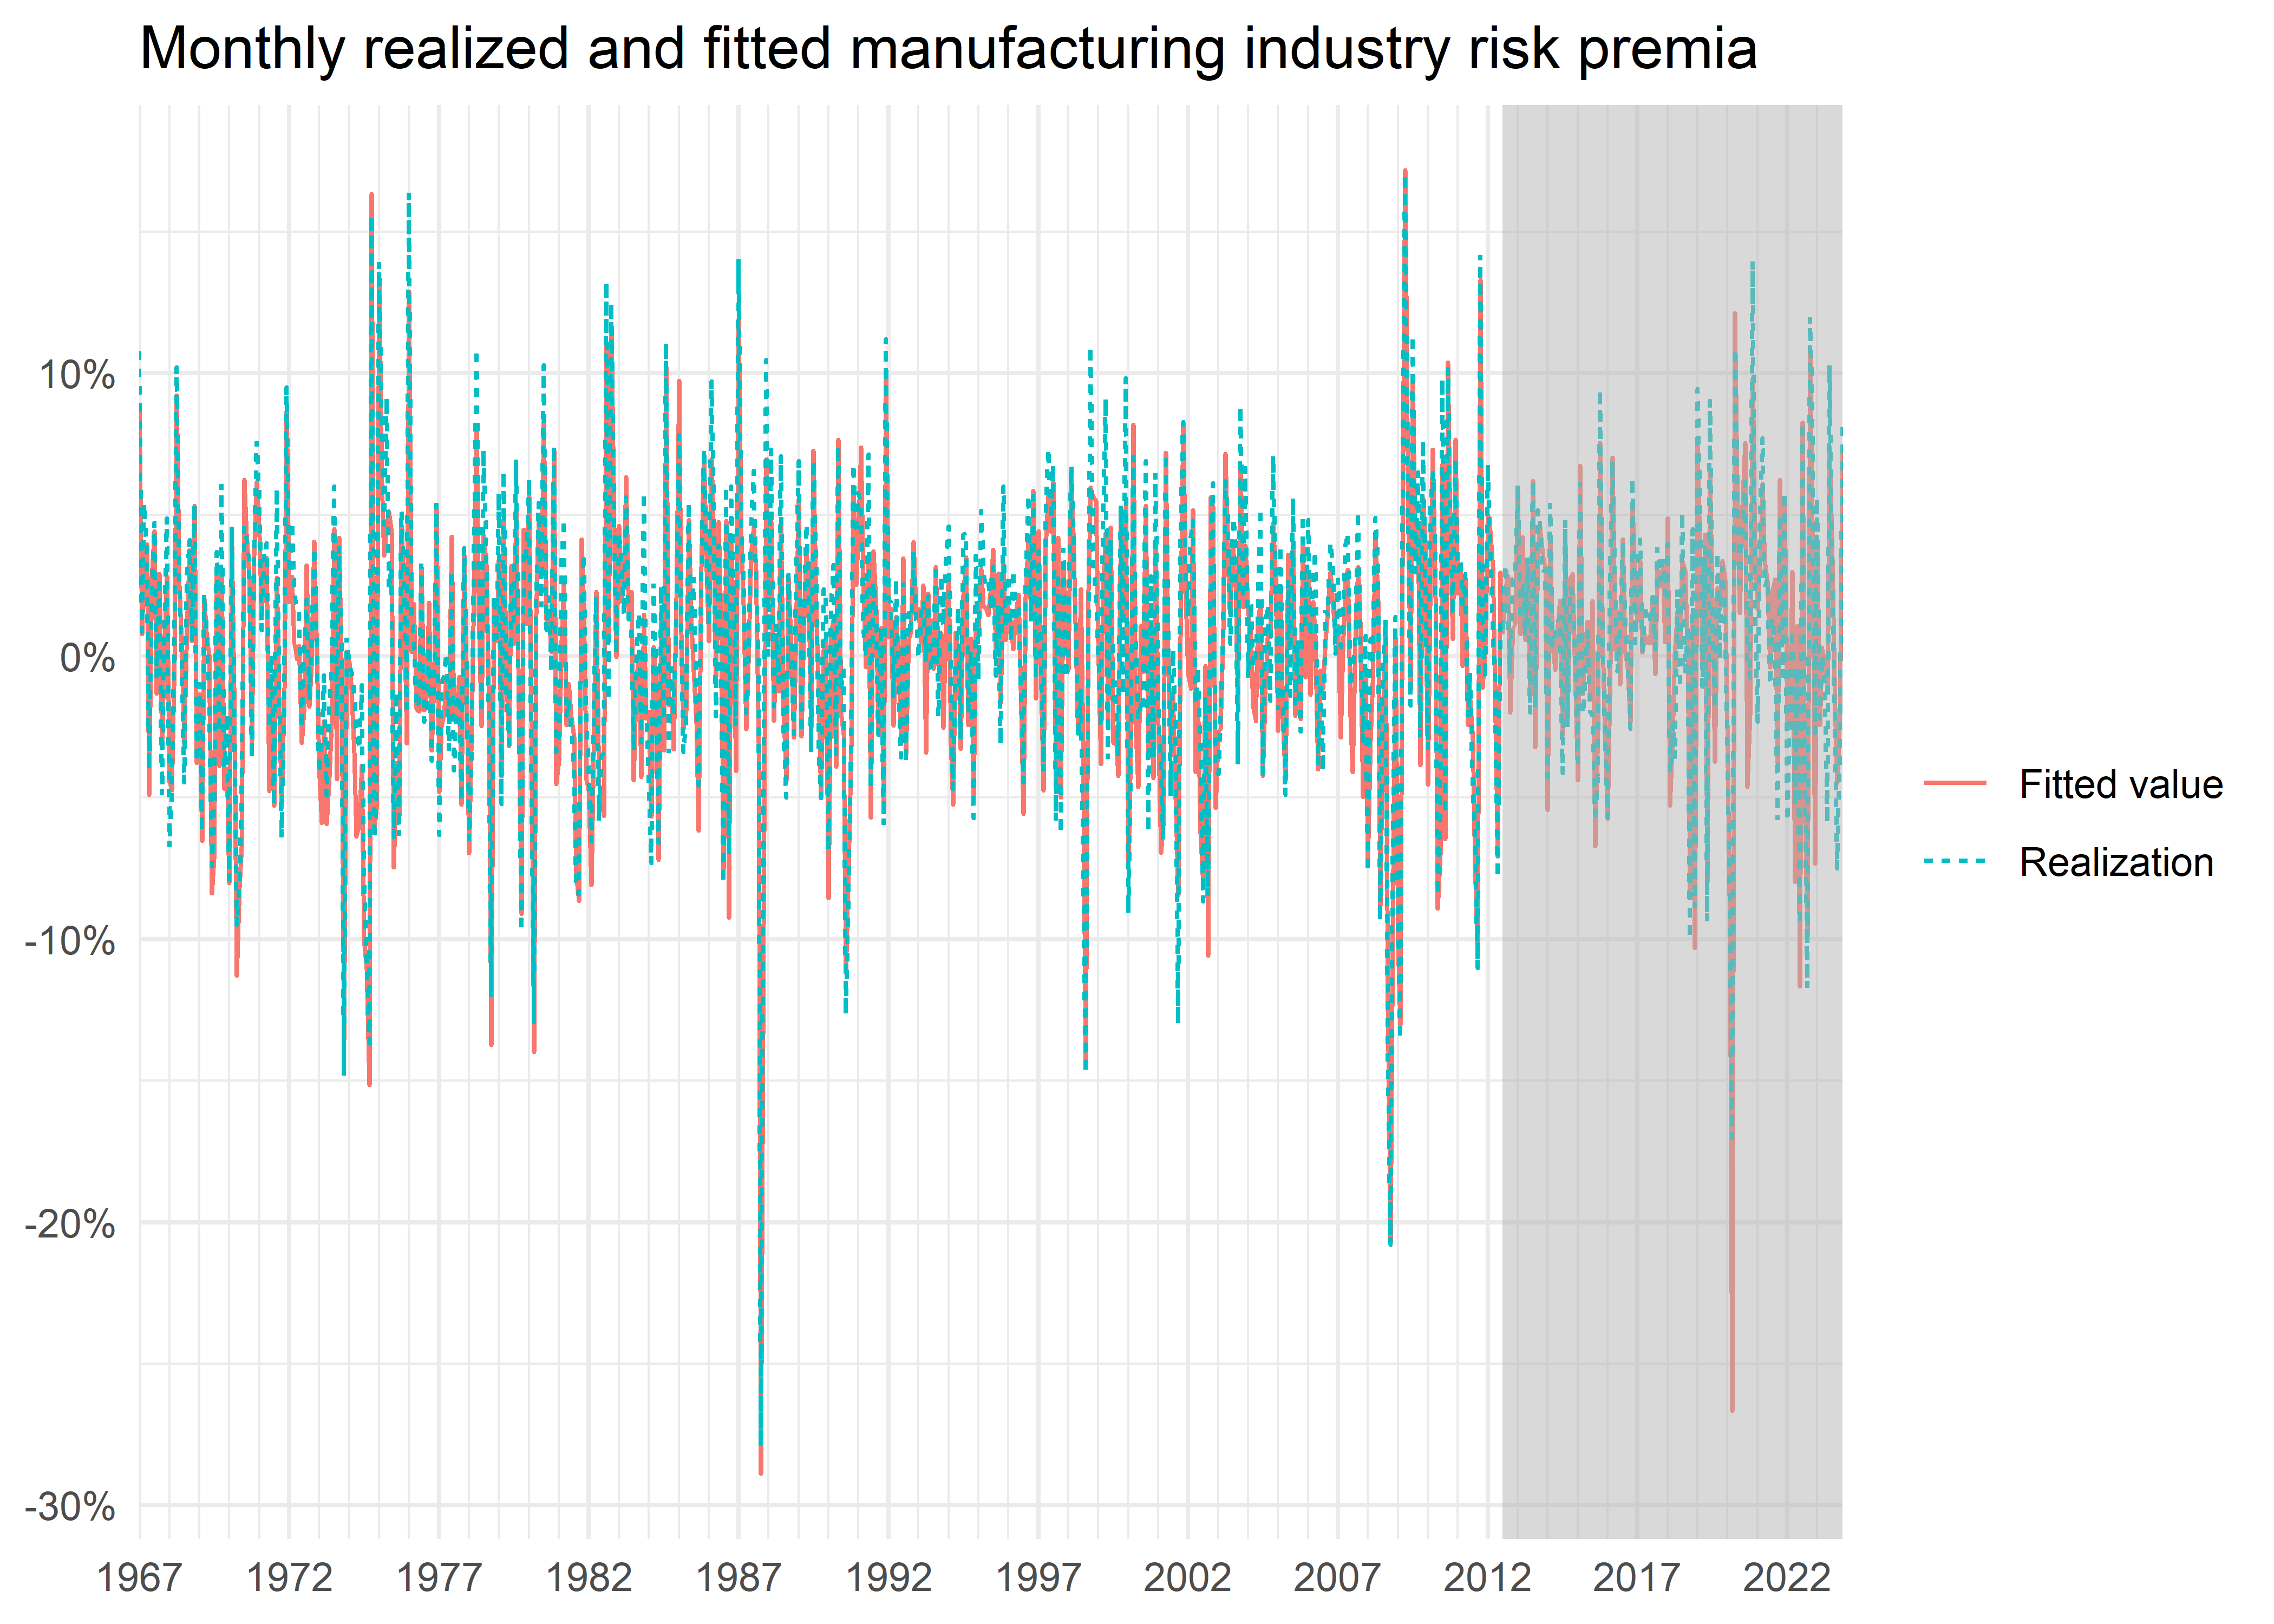 Monthly realized and fitted manufacturing industry risk premia
10%
0%
-10%
-20%
-30%
1967 1972 1977 1982 1987 1992 1997 2002 2007 2012 2017 2022
Fitted value
Realization